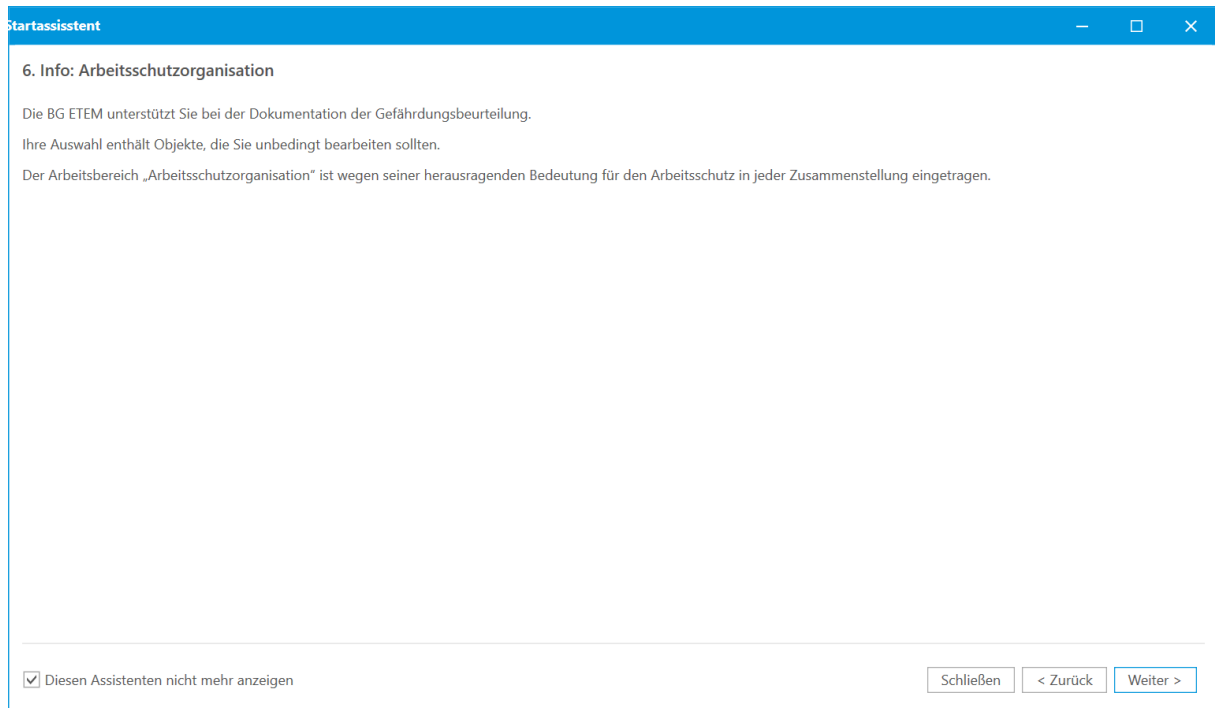 Startassisstent
6. Info: Arbeitsschutzorganisation
Die BG ETEM unterstützt Sie bei der Dokumentation der Gefährdungsbeurteilung.
Ihre Auswahl enthält Objekte, die Sie unbedingt bearbeiten sollten.
Der Arbeitsbereich „Arbeitsschutzorganisation“ ist wegen seiner herausragenden Bedeutung für den Arbeitsschutz in jeder Zusammenstellung eingetragen.
Diesen Assistenten nicht mehr anzeigen
Schließen < Zurück Weiter >